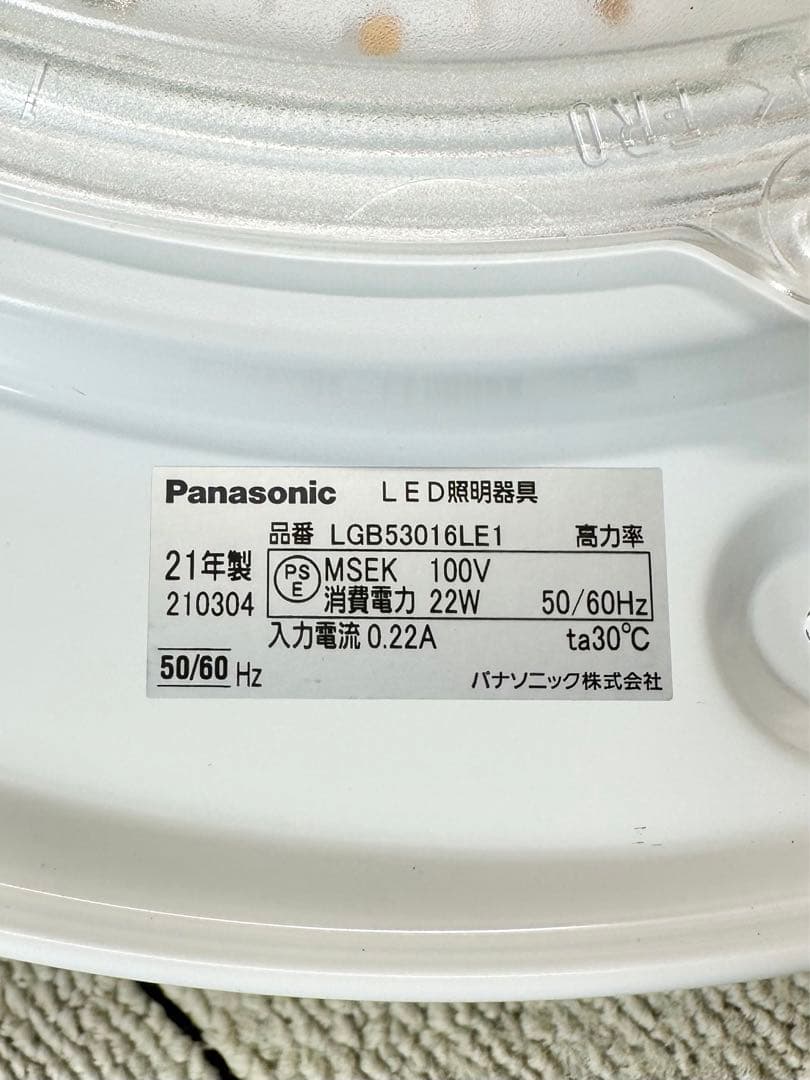 Panasonic LED照明器具
品番 LGB53016LE1 高力率
21年製
210304
PS
E
MSEK 100V
消費電力 22W 50/60Hz
入力電流 0.22A ta30℃
50/60 Hz
パナソニック株式会社